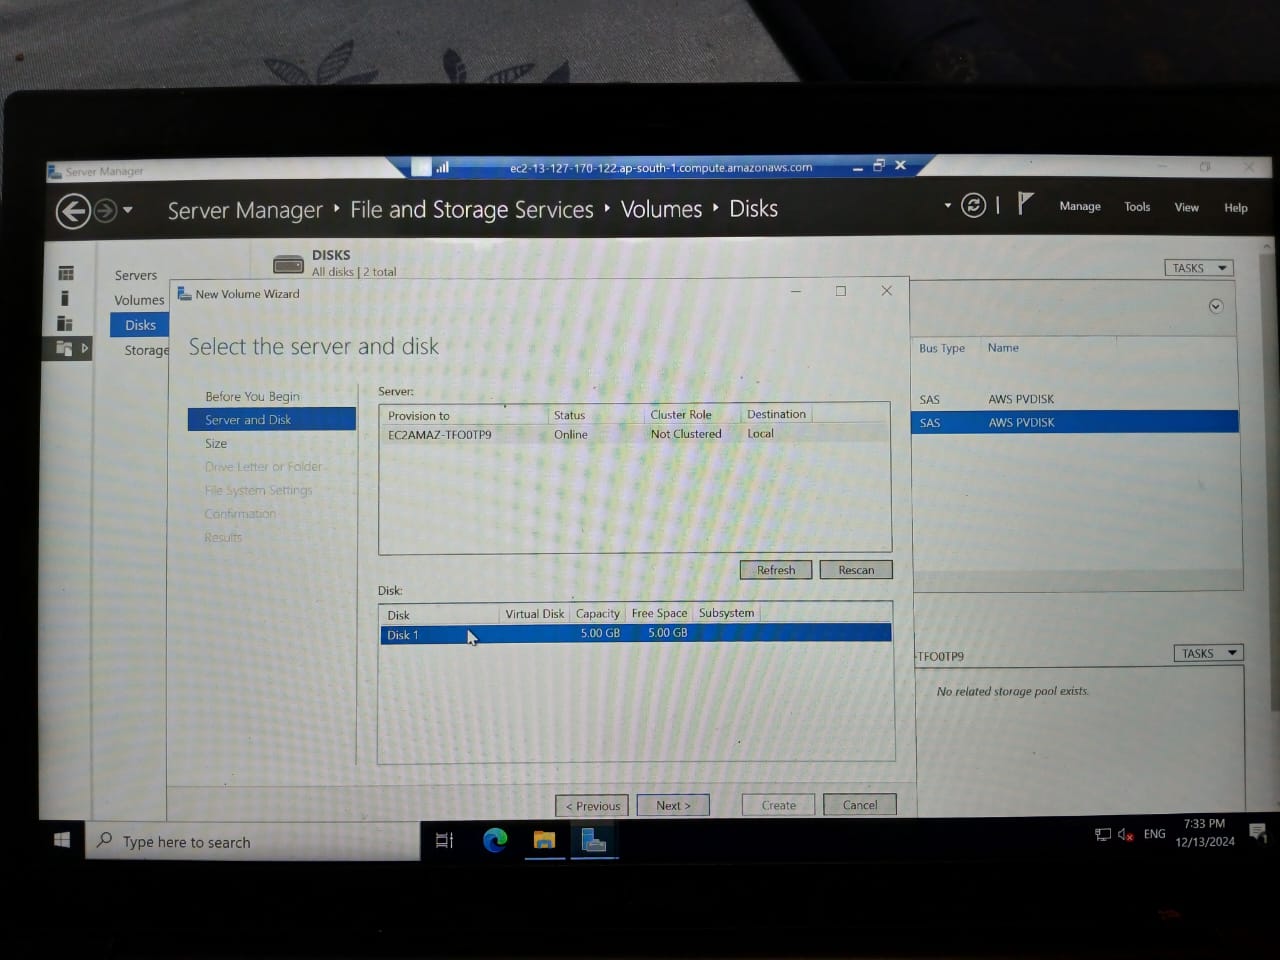 Server Manager
ec2-13-127-170-122.ap-south-1.compute.amazonaws.com
Server Manager ‣ File and Storage Services ‣ Volumes ‣ Disks
Manage Tools View Help
DISKS
All disks | 2 total
TASKS
Servers
Volumes
Disks
Storage
New Volume Wizard
Select the server and disk
Before You Begin
Server and Disk
Size
Drive Letter or Folder
File System Settings
Confirmation
Results
Server:
Provision to Status Cluster Role Destination
EC2AMAZ-TFO0TP9 Online Not Clustered Local
Refresh Rescan
Disk:
Disk Virtual Disk Capacity Free Space Subsystem
Disk 1 5.00 GB 5.00 GB
< Previous Next > Create Cancel
Bus Type Name
SAS AWS PVDISK
SAS AWS PVDISK
-TFO0TP9
TASKS
No related storage pool exists.
Type here to search
ENG
7:33 PM
12/13/2024
1